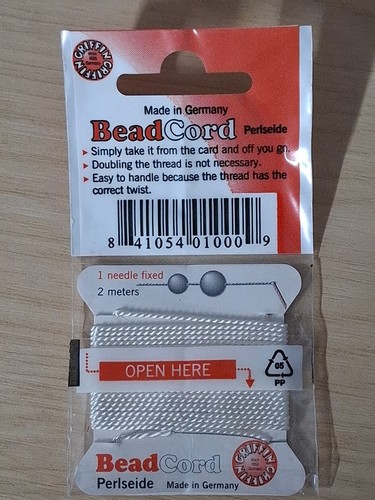 GRIFFIN GRIFFIN
Made in Germany
BeadCord Perlseide
▸ Simply take it from the card and off you go.
▸ Doubling the thread is not necessary.
▸ Easy to handle because the thread has the
correct twist.
8 41054 01000 9
1 needle fixed
2 meters
OPEN HERE
05
PP
BeadCord
Perlseide Made in Germany
GRIFFIN GRIFFIN